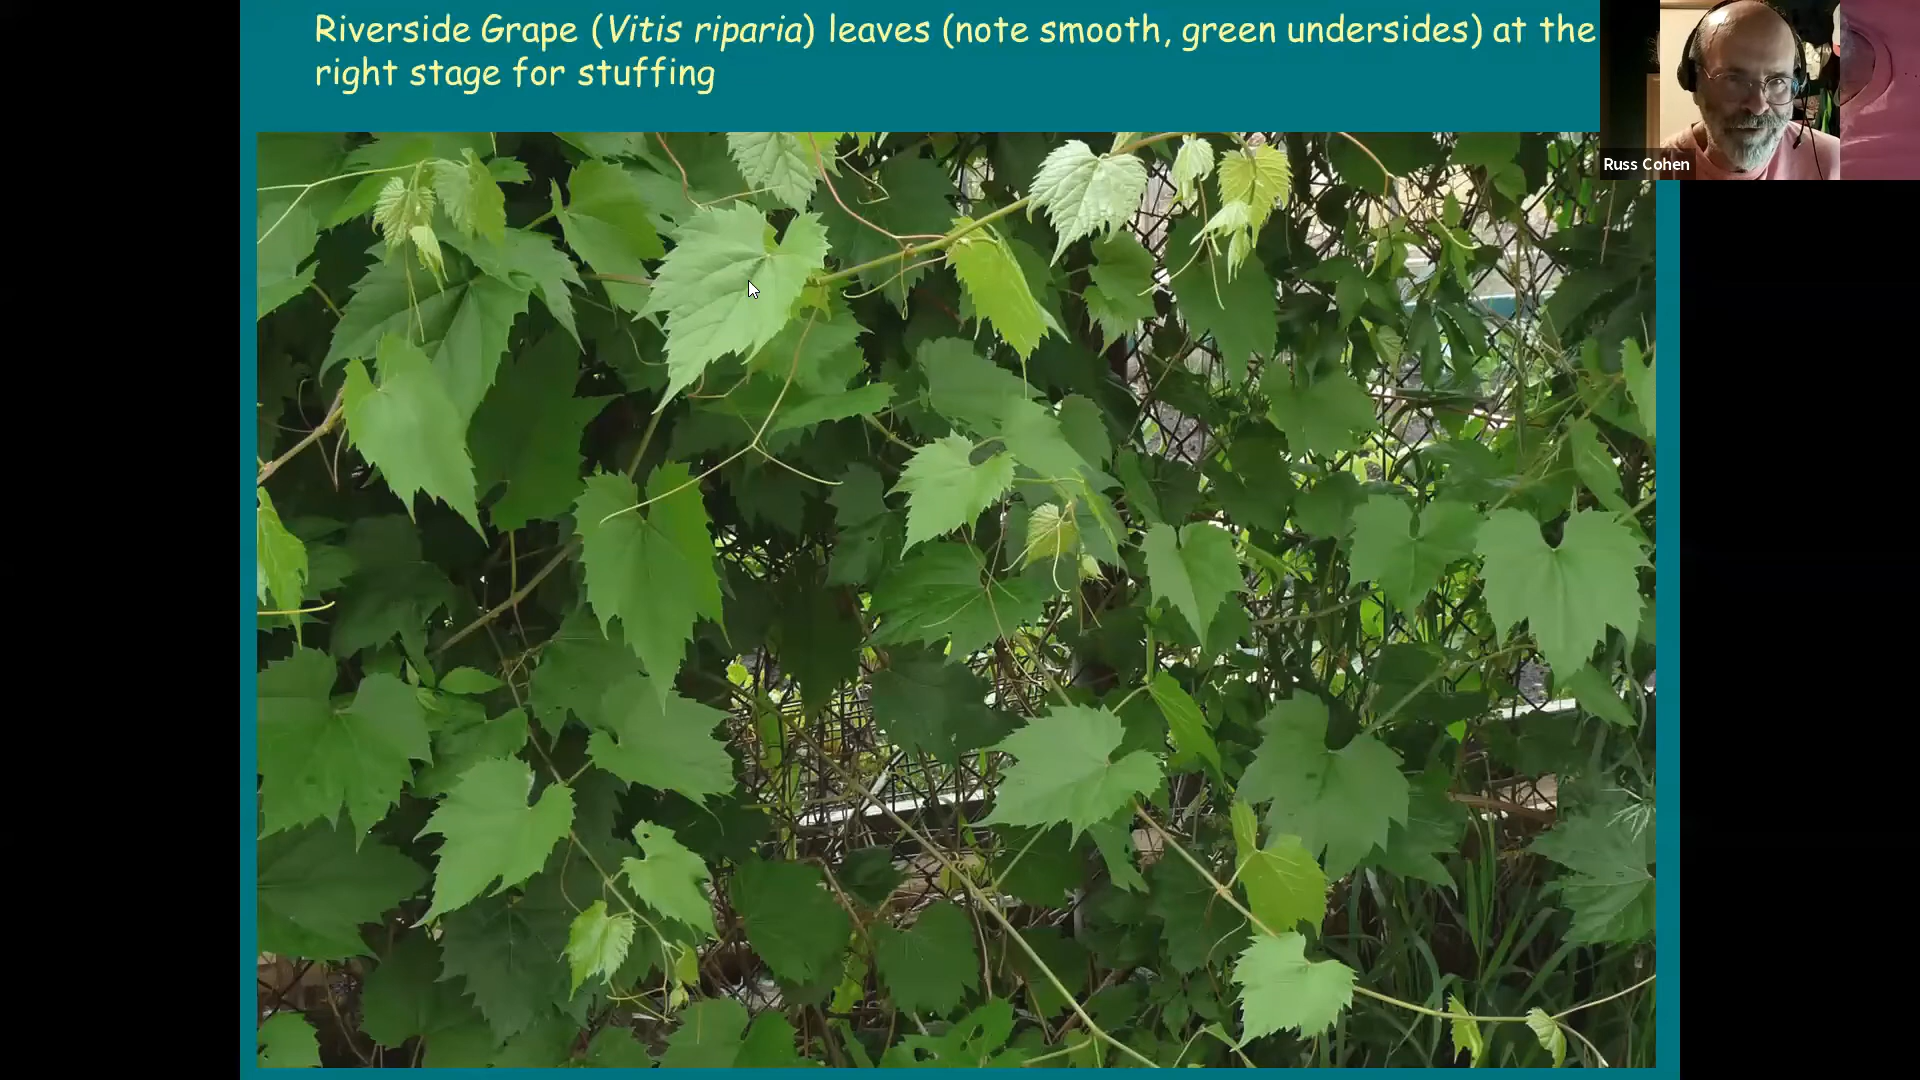 Riverside Grape (Vitis riparia) leaves (note smooth, green undersides) at the
right stage for stuffing
Russ Cohen